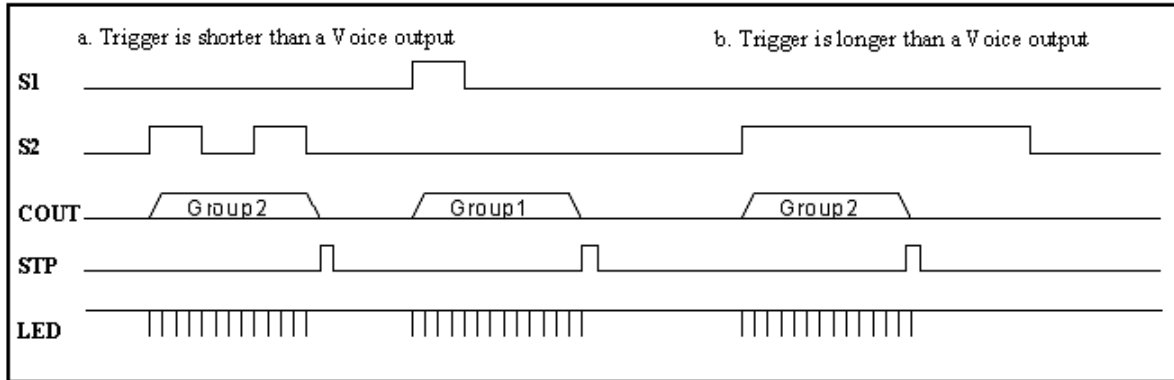 a. Trigger is shorter than a Voice output
b. Trigger is longer than a Voice output
S1
S2
COUT Group2 Group1 Group2
STP
LED